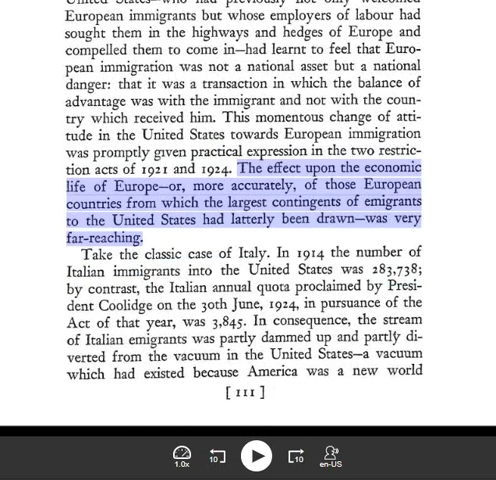 United States—who had previously not only welcomed
European immigrants but whose employers of labour had
sought them in the highways and hedges of Europe and
compelled them to come in—had learnt to feel that Euro-
pean immigration was not a national asset but a national
danger: that it was a transaction in which the balance of
advantage was with the immigrant and not with the coun-
try which received him. This momentous change of atti-
tude in the United States towards European immigration
was promptly given practical expression in the two restric-
tion acts of 1921 and 1924. The effect upon the economic
life of Europe—or, more accurately, of those European
countries from which the largest contingents of emigrants
to the United States had latterly been drawn—was very
far-reaching.
Take the classic case of Italy. In 1914 the number of
Italian immigrants into the United States was 283,738;
by contrast, the Italian annual quota proclaimed by Presi-
dent Coolidge on the 30th June, 1924, in pursuance of the
Act of that year, was 3,845. In consequence, the stream
of Italian emigrants was partly dammed up and partly di-
verted from the vacuum in the United States—a vacuum
which had existed because America was a new world
[ 111 ]
1.0x 10 10 en-US